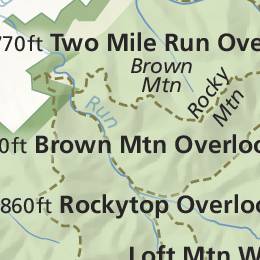 770ft Two Mile Run Ove
Brown
Mtn
Rocky
Mtn
Run
0ft Brown Mtn Overloo
860ft Rockytop Overloo
Loft Mtn W